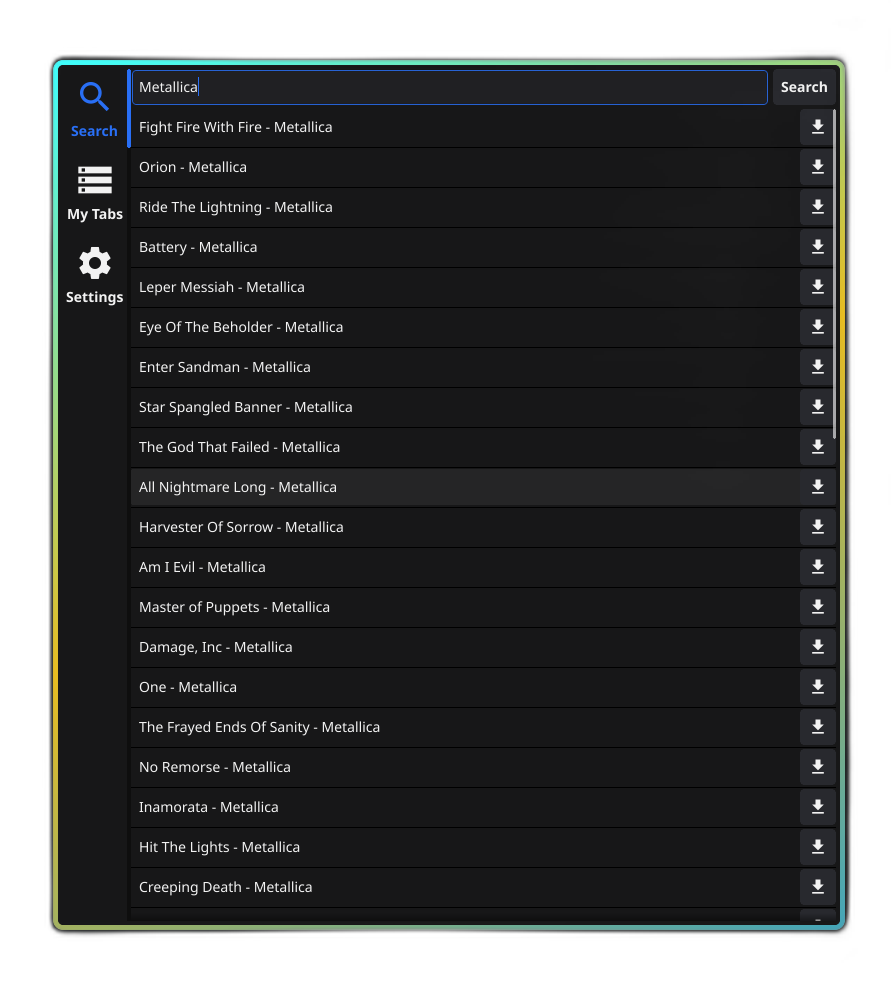 Metallica
Search
Search
My Tabs
Settings
Fight Fire With Fire - Metallica
Orion - Metallica
Ride The Lightning - Metallica
Battery - Metallica
Leper Messiah - Metallica
Eye Of The Beholder - Metallica
Enter Sandman - Metallica
Star Spangled Banner - Metallica
The God That Failed - Metallica
All Nightmare Long - Metallica
Harvester Of Sorrow - Metallica
Am I Evil - Metallica
Master of Puppets - Metallica
Damage, Inc - Metallica
One - Metallica
The Frayed Ends Of Sanity - Metallica
No Remorse - Metallica
Inamorata - Metallica
Hit The Lights - Metallica
Creeping Death - Metallica